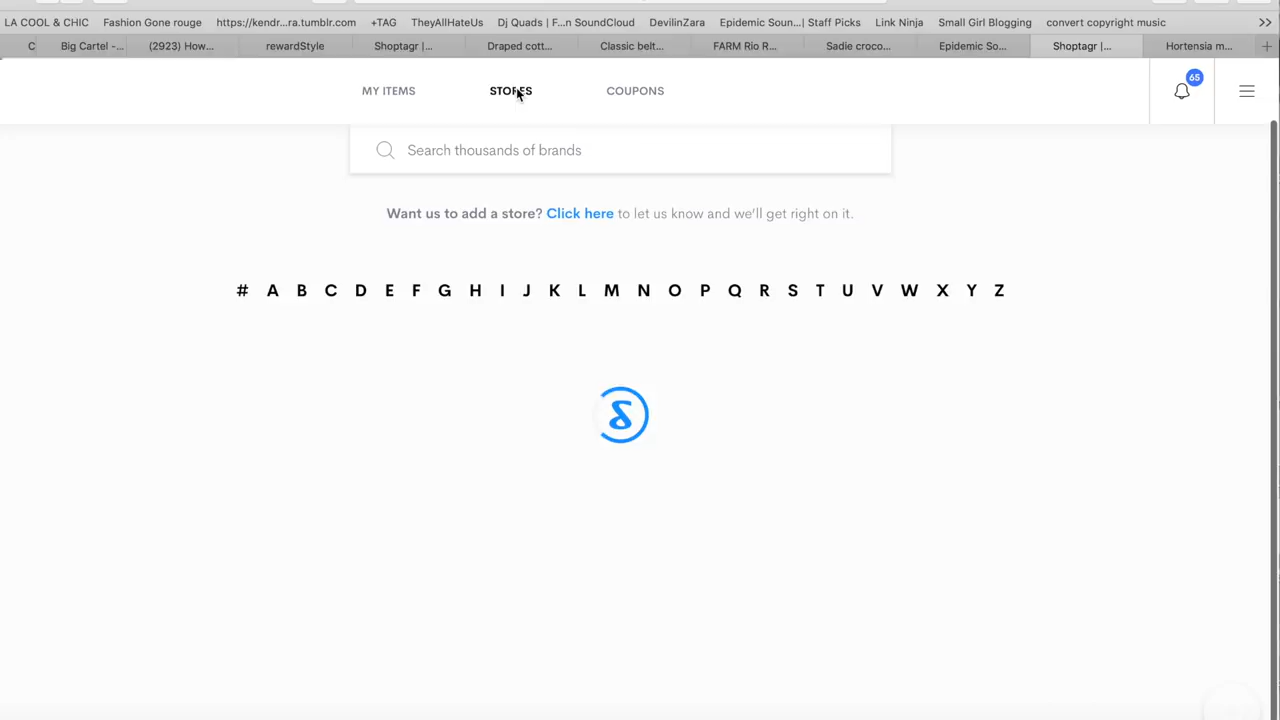 LA COOL & CHIC Fashion Gone rouge https://kendr...ra.tumblr.com +TAG TheyAllHateUs Dj Quads | F...n SoundCloud DevilinZara Epidemic Soun...| Staff Picks Link Ninja Small Girl Blogging convert copyright music >>
C Big Cartel -... (2923) How... rewardStyle Shoptagr |... Draped cott... Classic belt... FARM Rio R... Sadie croco... Epidemic So... Shoptagr |... Hortensia m... +
MY ITEMS STORES COUPONS 65
Search thousands of brands
Want us to add a store? Click here to let us know and we'll get right on it.
# A B C D E F G H I J K L M N O P Q R S T U V W X Y Z